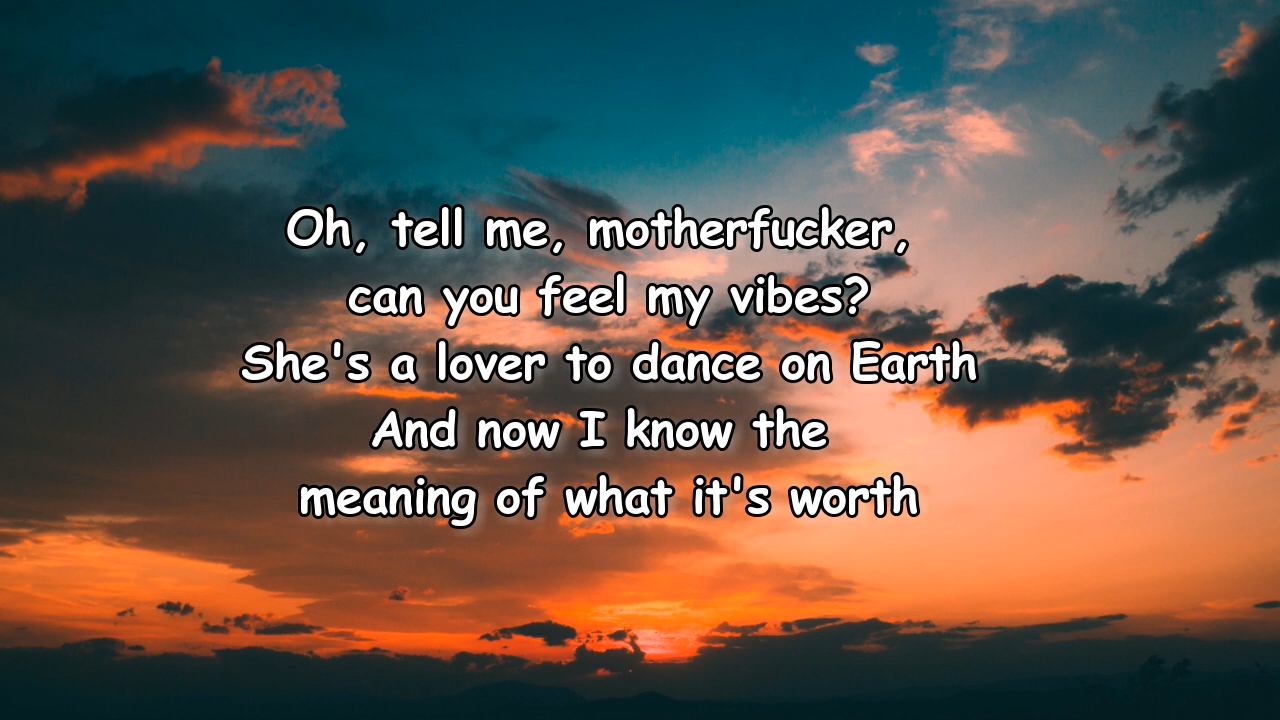 Oh, tell me, motherfucker,
can you feel my vibes?
She's a lover to dance on Earth
And now I know the
meaning of what it's worth